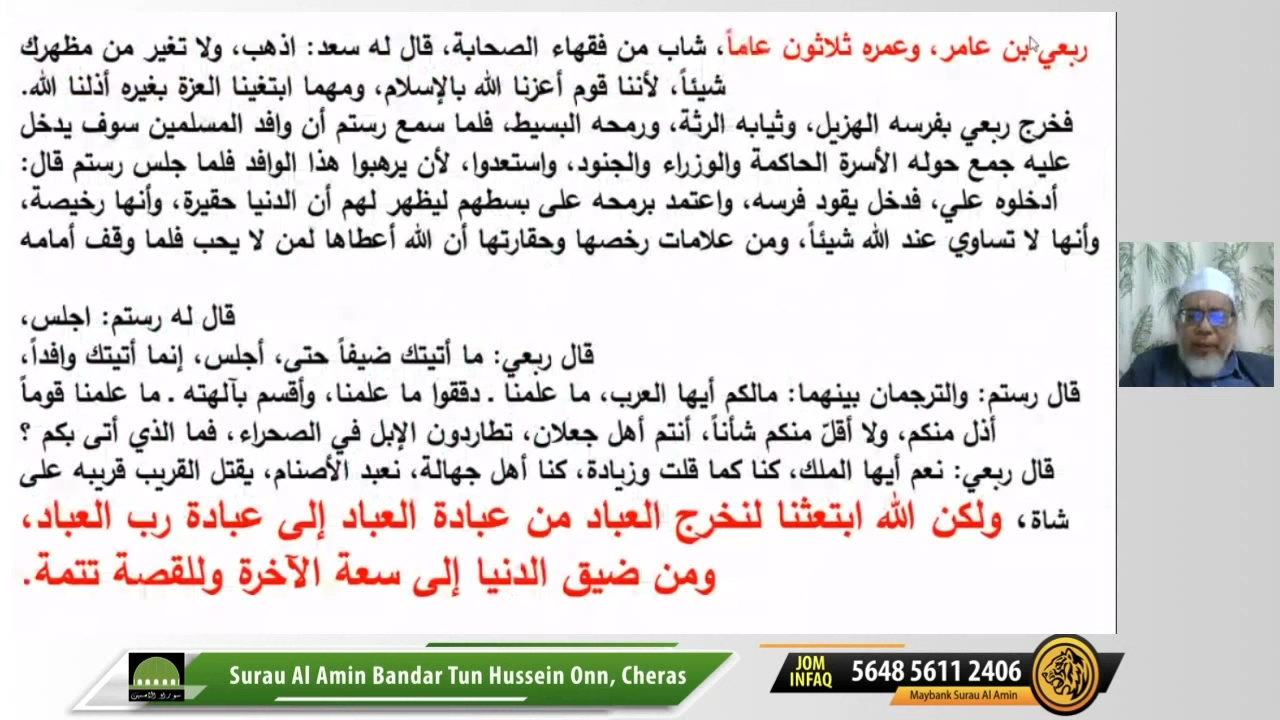 ربعي بن عامر، وعمره ثلاثون عاماً، شاب من فقهاء الصحابة، قال له سعد: اذهب، ولا تغير من مظهرك
شيئاً، لأننا قوم أعزنا الله بالإسلام، ومهما ابتغينا العزة بغيره أذلنا الله.
فخرج ربعي بفرسه الهزيل، وثيابه الرثة، ورمحه البسيط، فلما سمع رستم أن وافد المسلمين سوف يدخل
عليه جمع حوله الأسرة الحاكمة والوزراء والجنود، واستعدوا، لأن يرهبوا هذا الوافد فلما جلس رستم قال:
أدخلوه علي، فدخل يقود فرسه، واعتمد برمحه على بسطهم ليظهر لهم أن الدنيا حقيرة، وأنها رخيصة،
وأنها لا تساوي عند الله شيئاً، ومن علامات رخصها وحقارتها أن الله أعطاها لمن لا يحب فلما وقف أمامه
قال له رستم: اجلس،
قال ربعي: ما أتيتك ضيفاً حتى، أجلس، إنما أتيتك وافداً،
قال رستم: والترجمان بينهما: مالكم أيها العرب، ما علمنا ـ دققوا ما علمنا، وأقسم بآلهته ـ ما علمنا قوماً
أذل منكم، ولا أقلّ منكم شأناً، أنتم أهل جعلان، تطاردون الإبل في الصحراء، فما الذي أتى بكم ؟
قال ربعي: نعم أيها الملك، كنا كما قلت وزيادة، كنا أهل جهالة، نعبد الأصنام، يقتل القريب قريبه على
شاة، ولكن الله ابتعثنا لنخرج العباد من عبادة العباد إلى عبادة رب العباد،
ومن ضيق الدنيا إلى سعة الآخرة وللقصة تتمة.
Surau Al Amin Bandar Tun Hussein Onn, Cheras
JOM
INFAQ
5648 5611 2406
Maybank Surau Al Amin